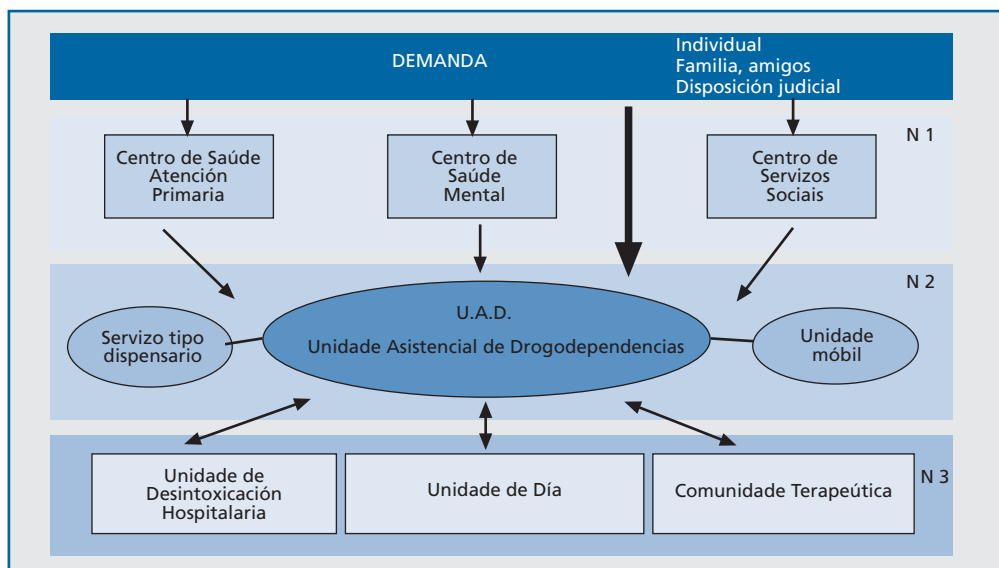 DEMANDA
Individual
Familia, amigos
Disposición judicial
N 1
Centro de Saúde
Atención
Primaria
Centro de
Saúde
Mental
Centro de
Servizos
Sociais
N 2
Servizo tipo
dispensario
U.A.D.
Unidade Asistencial de Drogodependencias
Unidade
móbil
N 3
Unidade de
Desintoxicación
Hospitalaria
Unidade de Día
Comunidade Terapeútica